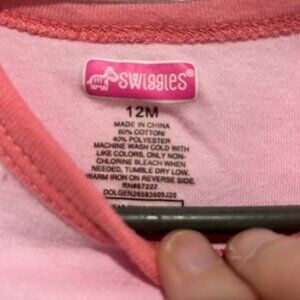 swiggles®
12M
MADE IN CHINA
60% COTTON/
40% POLYESTER
MACHINE WASH COLD WITH
LIKE COLORS, ONLY NON-
CHLORINE BLEACH WHEN
NEEDED, TUMBLE DRY LOW,
WARM IRON ON REVERSE SIDE.
RN#67227
DOLGEN26583505J20